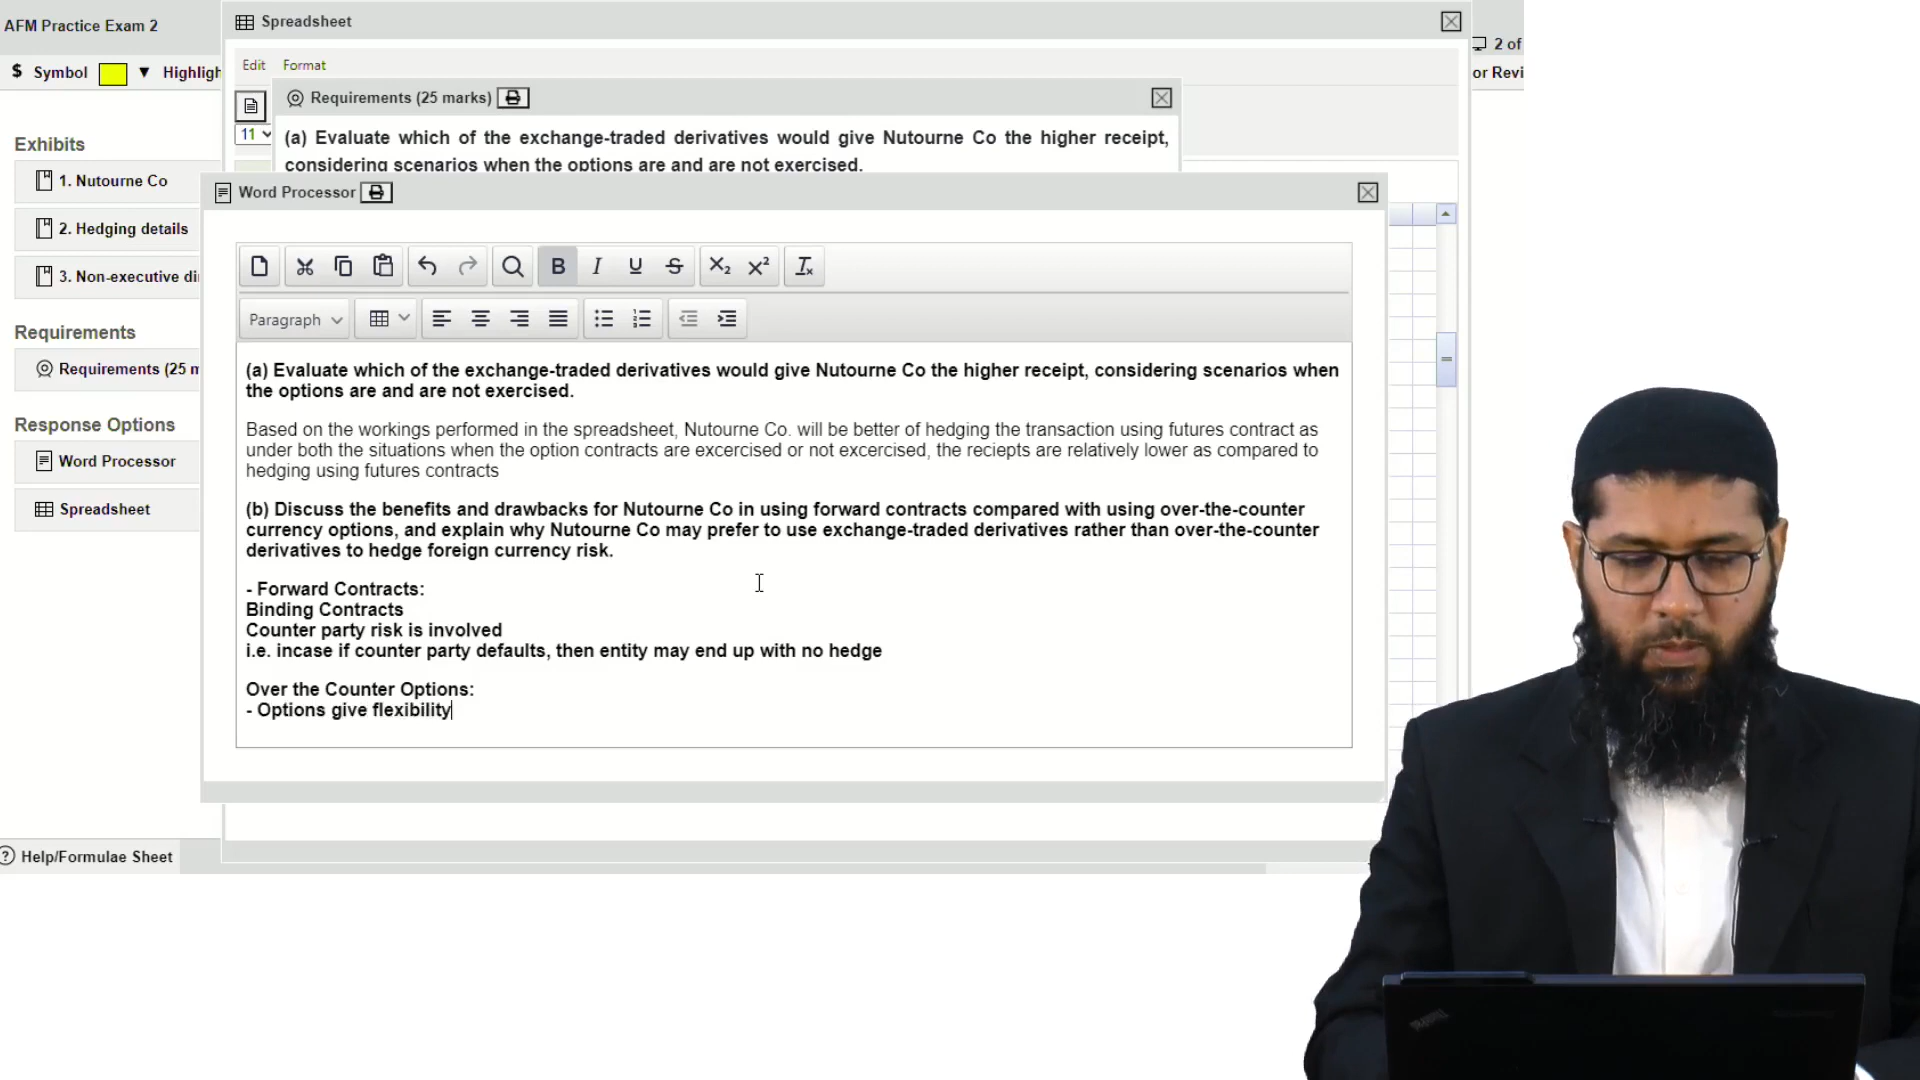 AFM Practice Exam 2
Spreadsheet
2 of
$ Symbol
Highligh
or Revi
Edit Format
11
Requirements (25 marks)
(a) Evaluate which of the exchange-traded derivatives would give Nutourne Co the higher receipt,
considering scenarios when the options are and are not exercised.
Exhibits
1. Nutourne Co
2. Hedging details
3. Non-executive di
Requirements
Requirements (25 m
Response Options
Word Processor
Spreadsheet
Help/Formulae Sheet
Word Processor
B I U S X₂ X² Ix
Paragraph
(a) Evaluate which of the exchange-traded derivatives would give Nutourne Co the higher receipt, considering scenarios when
the options are and are not exercised.
Based on the workings performed in the spreadsheet, Nutourne Co. will be better of hedging the transaction using futures contract as
under both the situations when the option contracts are excercised or not excercised, the reciepts are relatively lower as compared to
hedging using futures contracts
(b) Discuss the benefits and drawbacks for Nutourne Co in using forward contracts compared with using over-the-counter
currency options, and explain why Nutourne Co may prefer to use exchange-traded derivatives rather than over-the-counter
derivatives to hedge foreign currency risk.
- Forward Contracts:
Binding Contracts
Counter party risk is involved
i.e. incase if counter party defaults, then entity may end up with no hedge
Over the Counter Options:
- Options give flexibility
ThinkPad